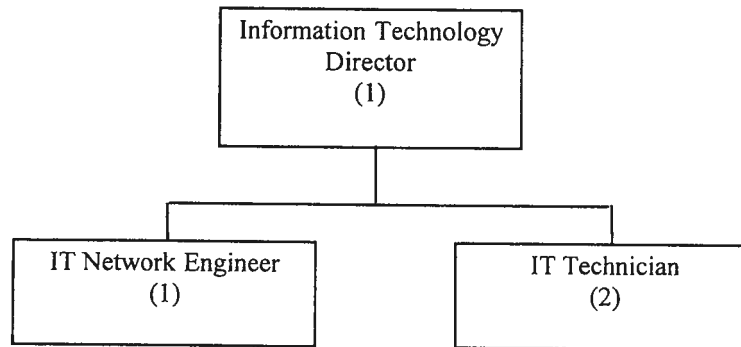 Information Technology
Director
(1)
IT Network Engineer
(1)
IT Technician
(2)